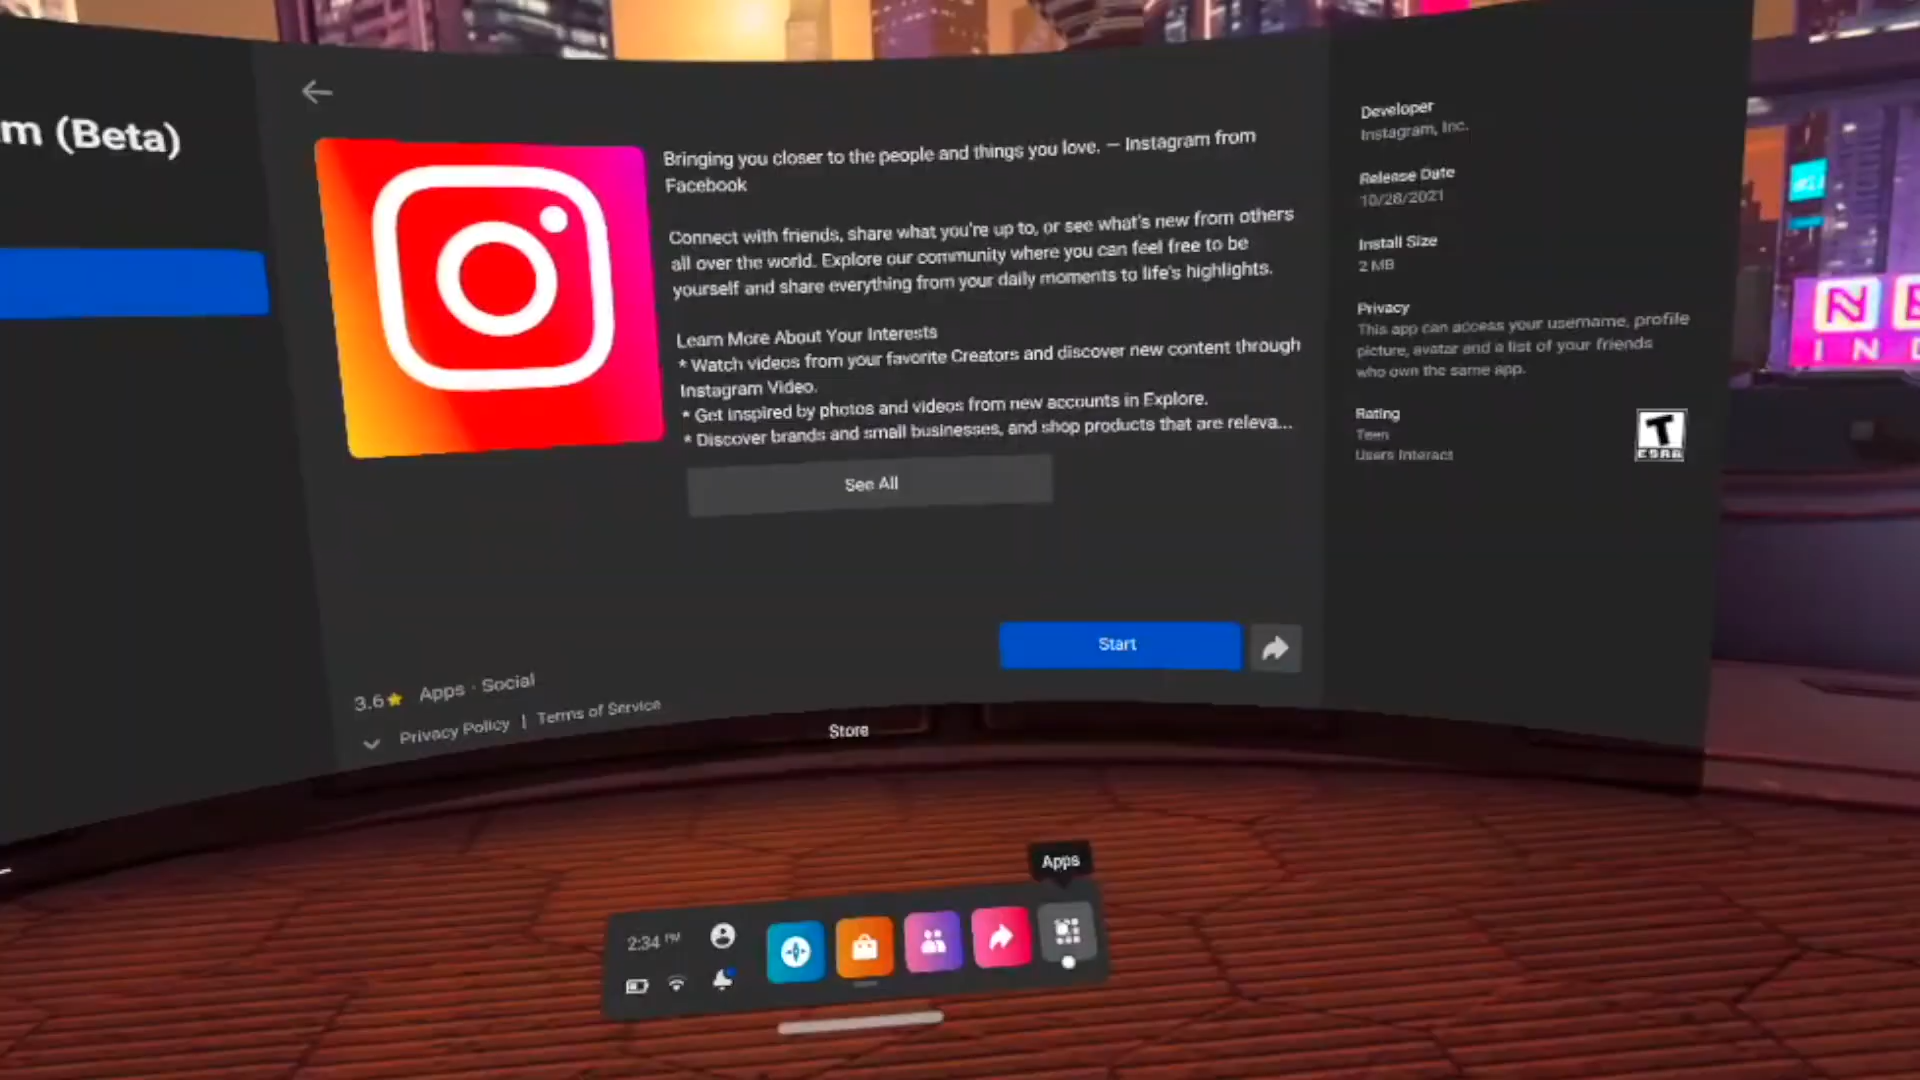 m (Beta)
Bringing you closer to the people and things you love. — Instagram from
Facebook
Connect with friends, share what you're up to, or see what's new from others
all over the world. Explore our community where you can feel free to be
yourself and share everything from your daily moments to life's highlights.
Learn More About Your Interests
* Watch videos from your favorite Creators and discover new content through
Instagram Video.
* Get inspired by photos and videos from new accounts in Explore.
* Discover brands and small businesses, and shop products that are releva...
See All
Start
3.6 Apps · Social
Privacy Policy | Terms of Service
Developer
Instagram, Inc.
Release Date
10/28/2021
Install Size
2 MB
Privacy
This app can access your username, profile
picture, avatar and a list of your friends
who own the same app.
Rating
Teen
Users Interact
T
ESRB
Store
Apps
2:34 PM
N
IND